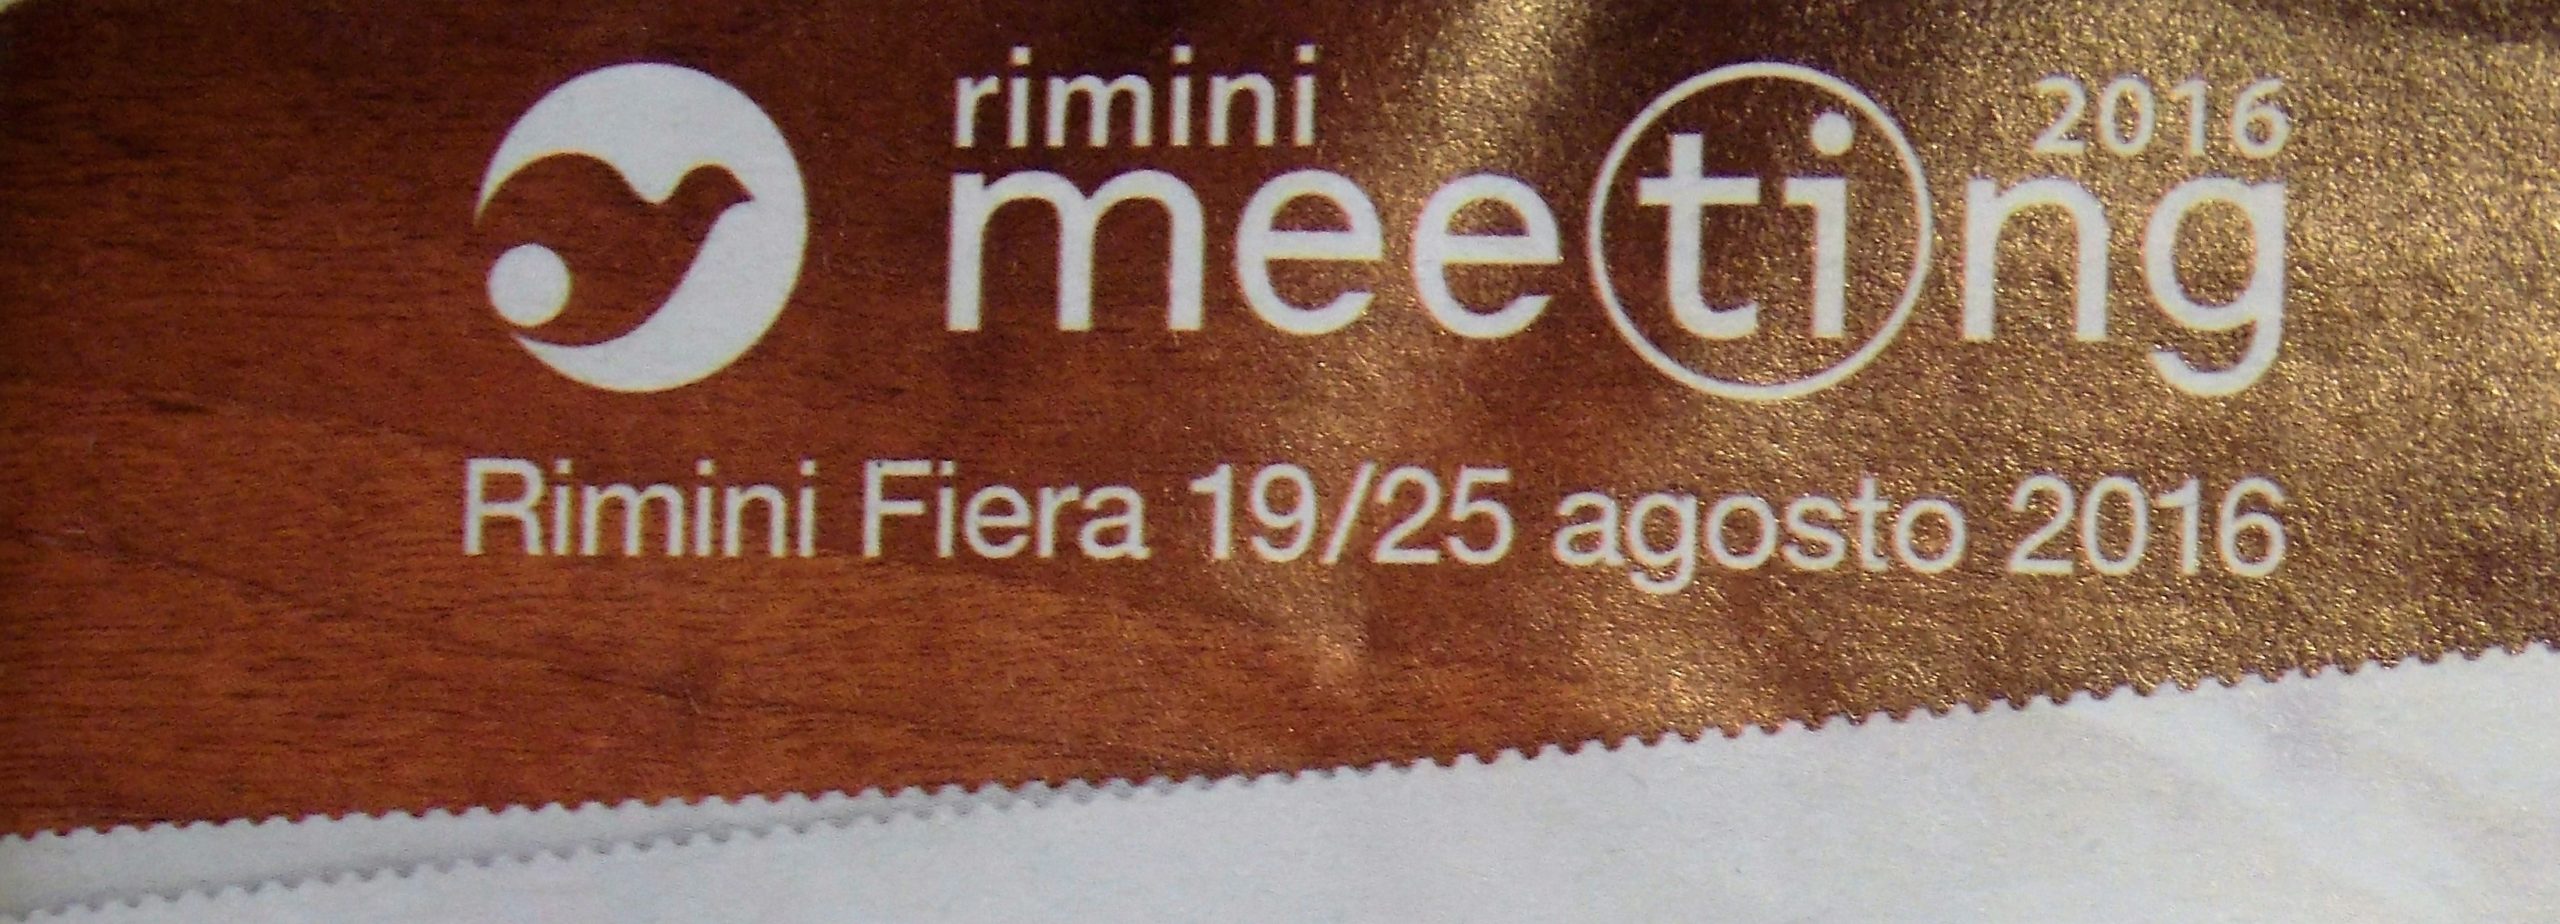 rimini
meeting 2016
Rimini Fiera 19/25 agosto 2016